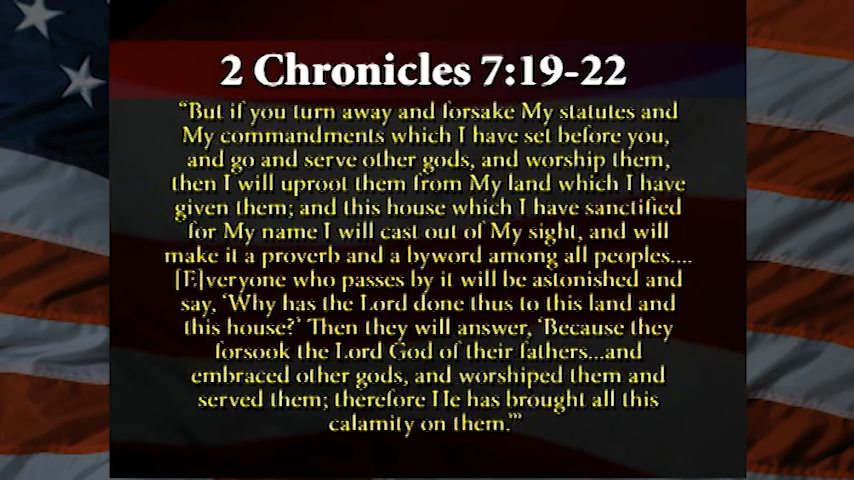 2 Chronicles 7:19-22
“But if you turn away and forsake My statutes and
My commandments which I have set before you,
and go and serve other gods, and worship them,
then I will uproot them from My land which I have
given them; and this house which I have sanctified
for My name I will cast out of My sight, and will
make it a proverb and a byword among all peoples....
[E]veryone who passes by it will be astonished and
say, ‘Why has the Lord done thus to this land and
this house?’ Then they will answer, ‘Because they
forsook the Lord God of their fathers...and
embraced other gods, and worshiped them and
served them; therefore He has brought all this
calamity on them.’”